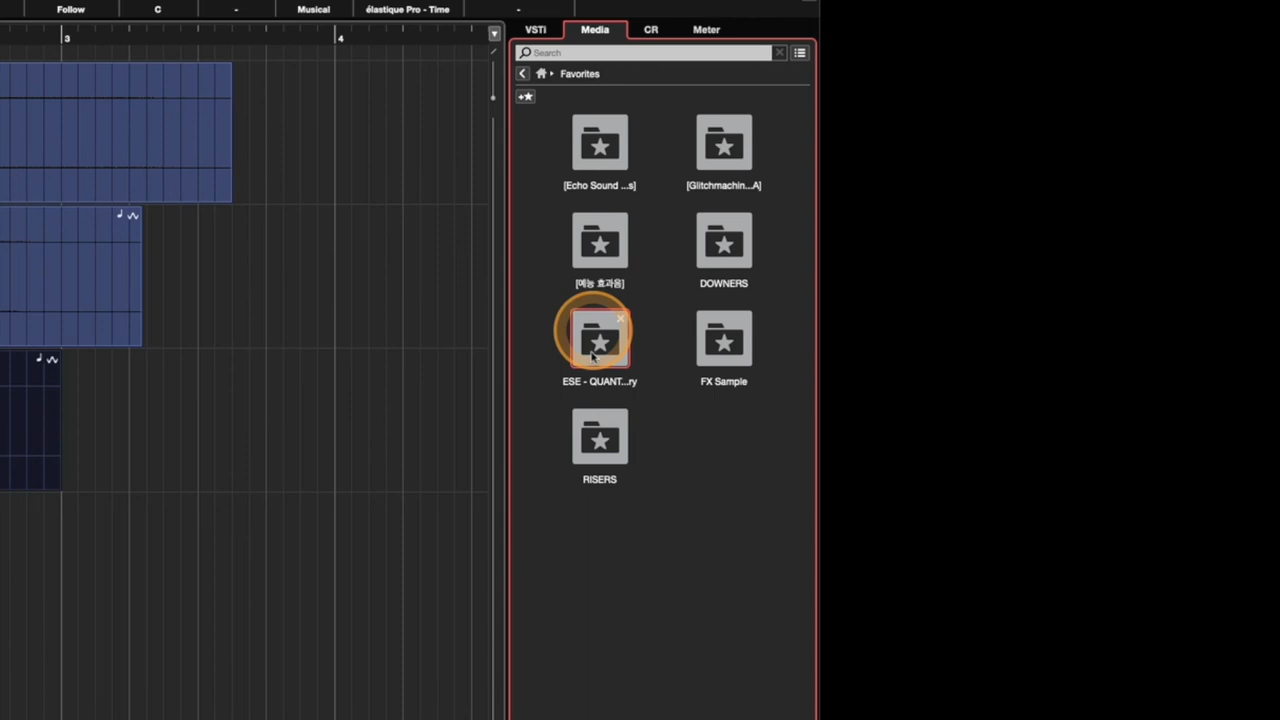 Follow C - Musical élastique Pro - Time -
3 4
VSTi Media CR Meter
Search
Favorites
[Echo Sound ...s] [Glitchmachin...A]
[예능 효과음] DOWNERS
ESE - QUANT...ry FX Sample
RISERS